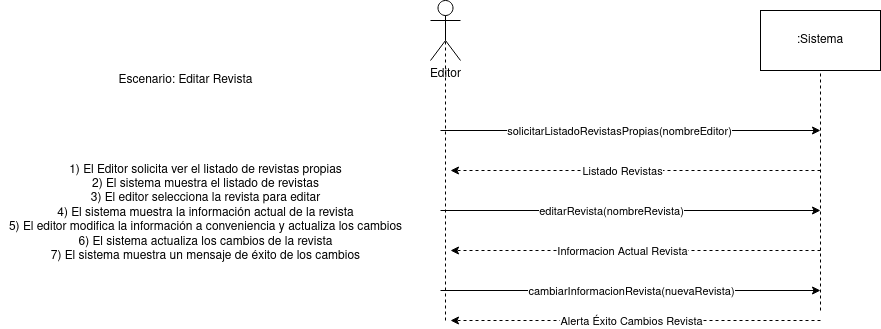 :Sistema
Editor
Escenario: Editar Revista
solicitarListadoRevistasPropias(nombreEditor)
1) El Editor solicita ver el listado de revistas propias
2) El sistema muestra el listado de revistas
3) El editor selecciona la revista para editar
4) El sistema muestra la información actual de la revista
5) El editor modifica la información a conveniencia y actualiza los cambios
6) El sistema actualiza los cambios de la revista
7) El sistema muestra un mensaje de éxito de los cambios
Listado Revistas
editarRevista(nombreRevista)
Informacion Actual Revista
cambiarInformacionRevista(nuevaRevista)
Alerta Éxito Cambios Revista